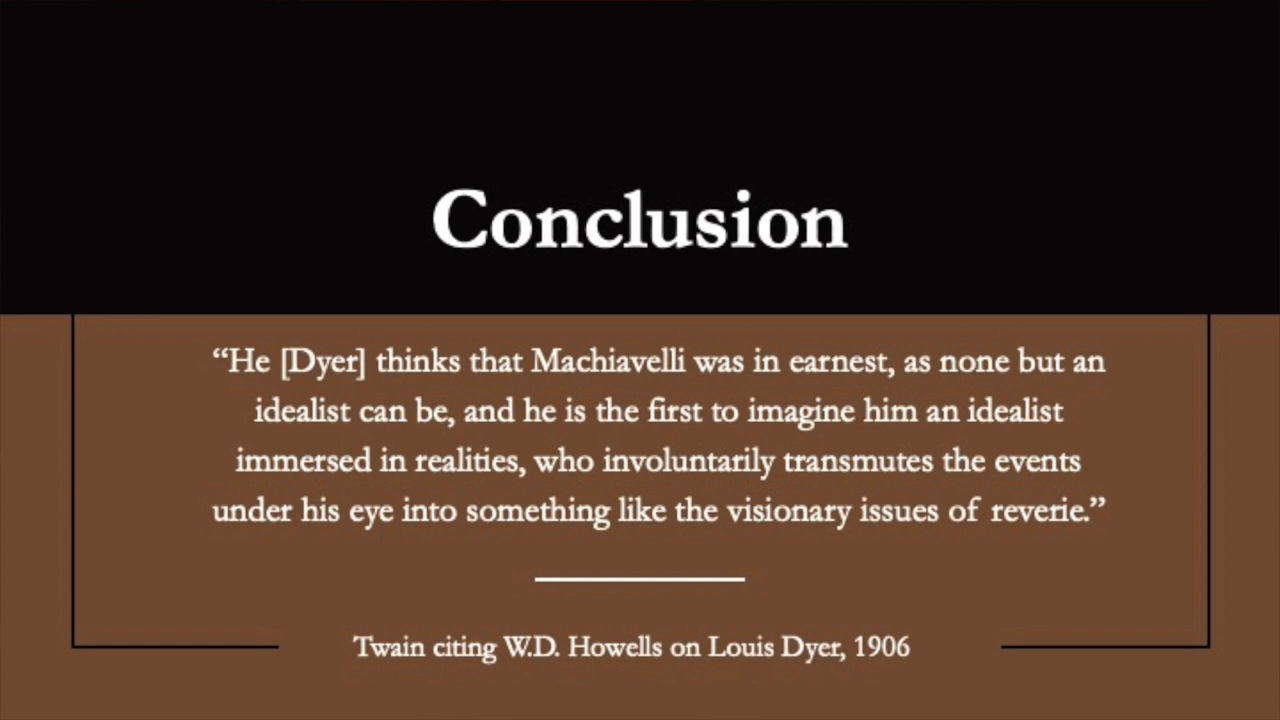 Conclusion
“He [Dyer] thinks that Machiavelli was in earnest, as none but an
idealist can be, and he is the first to imagine him an idealist
immersed in realities, who involuntarily transmutes the events
under his eye into something like the visionary issues of reverie.”
Twain citing W.D. Howells on Louis Dyer, 1906